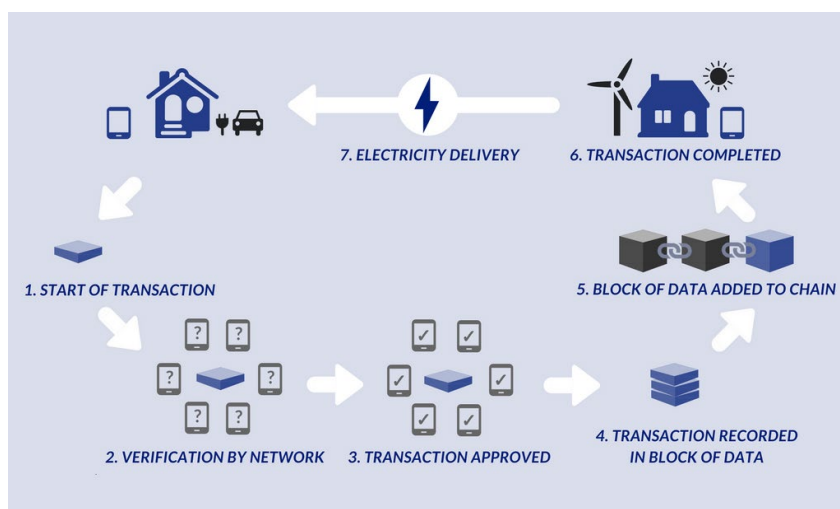 7. ELECTRICITY DELIVERY
6. TRANSACTION COMPLETED
1. START OF TRANSACTION
5. BLOCK OF DATA ADDED TO CHAIN
? ?
? ?
? ?
✓ ✓
✓ ✓
✓ ✓
2. VERIFICATION BY NETWORK
3. TRANSACTION APPROVED
4. TRANSACTION RECORDED
IN BLOCK OF DATA